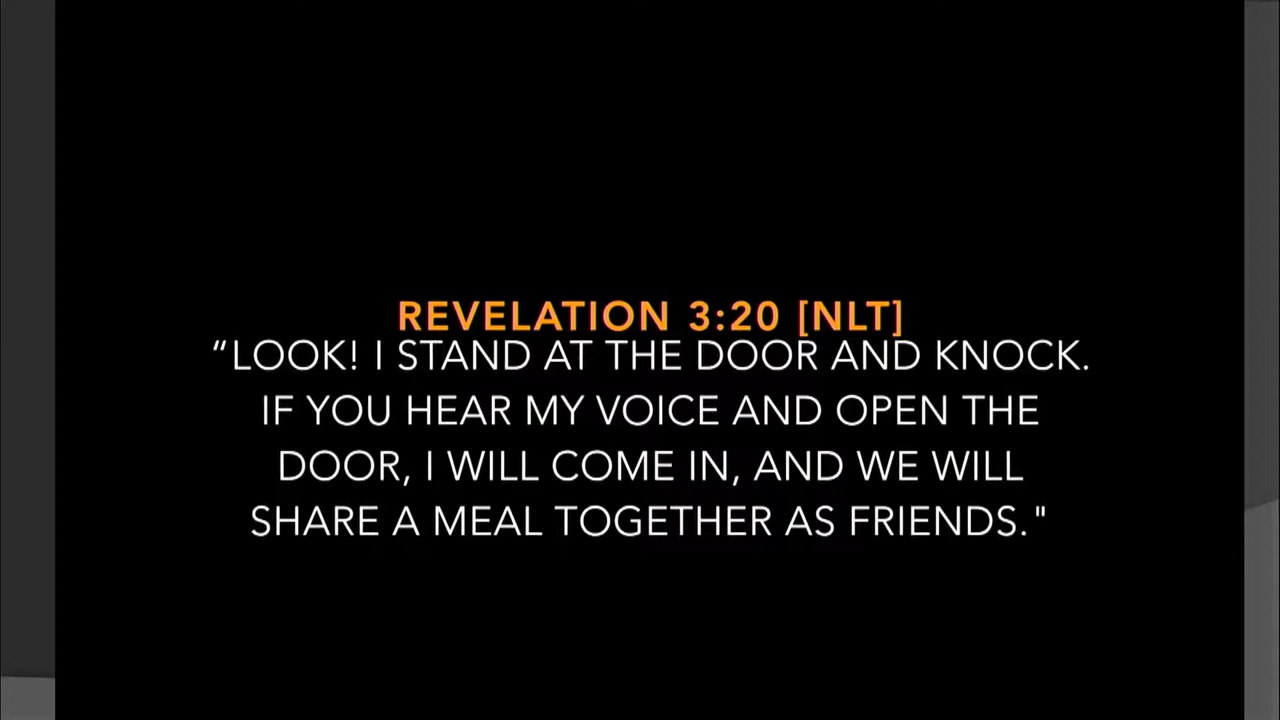 REVELATION 3:20 [NLT]
“LOOK! I STAND AT THE DOOR AND KNOCK.
IF YOU HEAR MY VOICE AND OPEN THE
DOOR, I WILL COME IN, AND WE WILL
SHARE A MEAL TOGETHER AS FRIENDS."